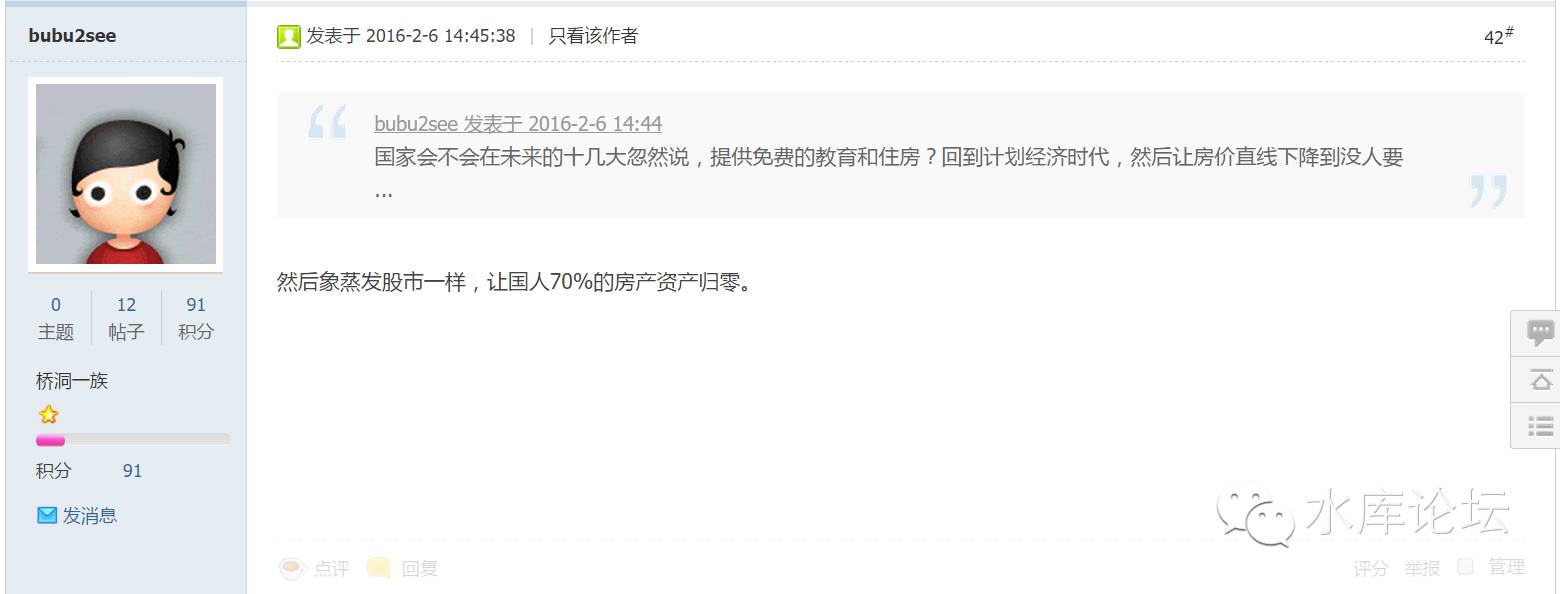 bubu2see
发表于 2016-2-6 14:45:38 | 只看该作者
42#
bubu2see 发表于 2016-2-6 14:44
国家会不会在未来的十几大忽然说，提供免费的教育和住房？回到计划经济时代，然后让房价直线下降到没人要
...
然后象蒸发股市一样，让国人70%的房产资产归零。
0 12 91
主题 帖子 积分
桥洞一族
积分 91
发消息
水库论坛
点评 回复
评分 举报 管理